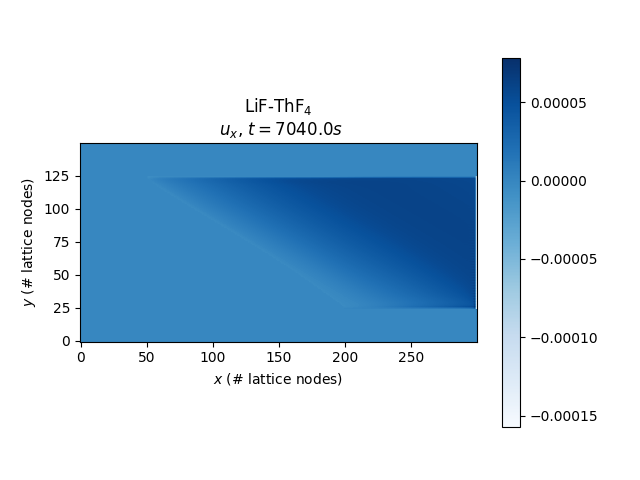 LiF-ThF₄
uₓ, t = 7040.0s
y (# lattice nodes)
125
100
75
50
25
0
0 50 100 150 200 250
x (# lattice nodes)
0.00005
0.00000
−0.00005
−0.00010
−0.00015